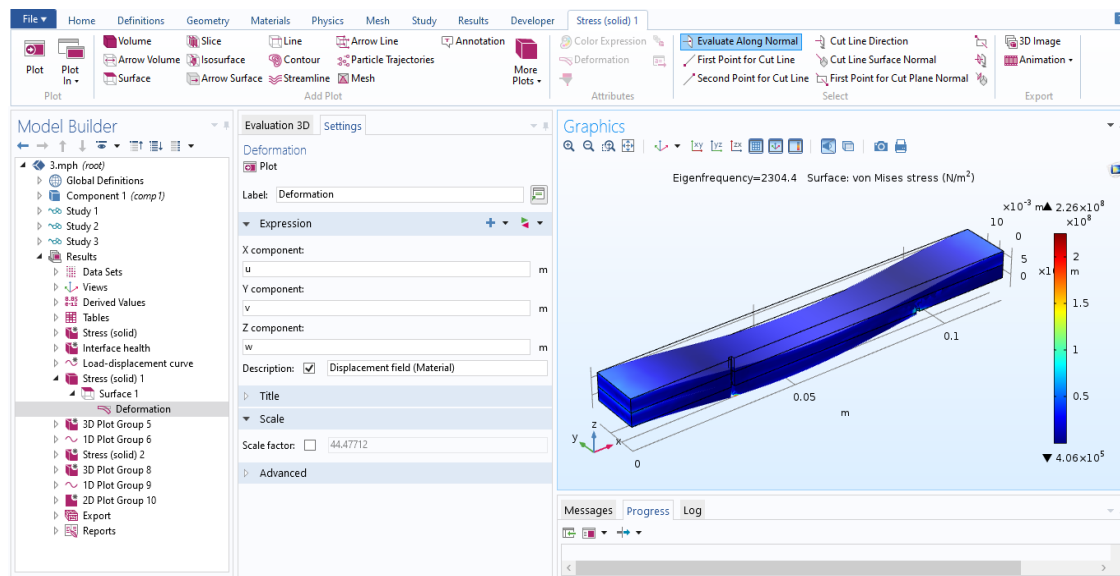 File ▾ Home Definitions Geometry Materials Physics Mesh Study Results Developer Stress (solid) 1
Plot
Plot In ▾
Volume Slice Line Arrow Line Annotation
Arrow Volume Isosurface Contour Particle Trajectories
Surface Arrow Surface Streamline Mesh
More Plots ▾
Color Expression
Deformation
Evaluate Along Normal Cut Line Direction
First Point for Cut Line Cut Line Surface Normal
Second Point for Cut Line First Point for Cut Plane Normal
3D Image
Animation ▾
Plot Add Plot Attributes Select Export
Model Builder
3.mph (root)
Global Definitions
Component 1 (comp1)
Study 1
Study 2
Study 3
Results
Data Sets
Views
8.85
e-12
Derived Values
Tables
Stress (solid)
Interface health
Load-displacement curve
Stress (solid) 1
Surface 1
Deformation
3D Plot Group 5
1D Plot Group 6
Stress (solid) 2
3D Plot Group 8
1D Plot Group 9
2D Plot Group 10
Export
Reports
Evaluation 3D Settings
Deformation
Plot
Label: Deformation
Expression
X component:
u m
Y component:
v m
Z component:
w m
Description: Displacement field (Material)
Title
Scale
Scale factor: 44.47712
Advanced
Graphics
xy yz zx
Eigenfrequency=2304.4 Surface: von Mises stress (N/m²)
×10⁻³ m ▲ 2.26×10⁸
10 ×10⁸
0
5
0
m
2
1.5
1
0.5
0.1
0.05
m
0
z
y
x
▼ 4.06×10⁵
Messages Progress Log